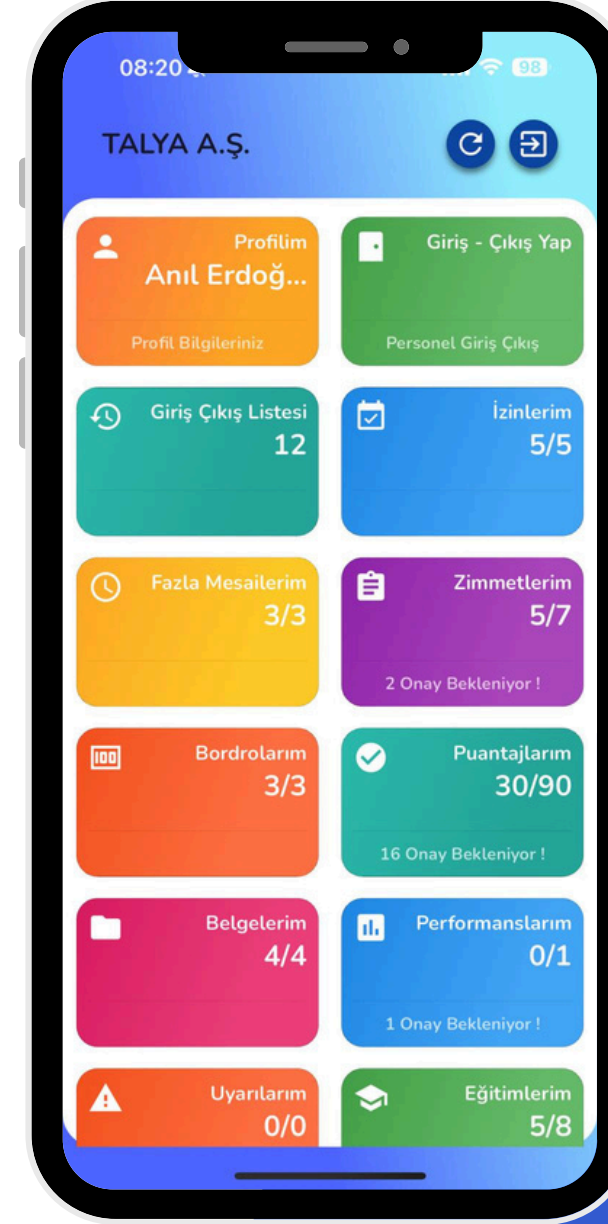 08:20
98
TALYA A.Ş.
Profilim
Anıl Erdoğ...
Profil Bilgileriniz
Giriş - Çıkış Yap
Personel Giriş Çıkış
Giriş Çıkış Listesi
12
İzinlerim
5/5
Fazla Mesailerim
3/3
Zimmetlerim
5/7
2 Onay Bekleniyor !
Bordrolarım
3/3
Puantajlarım
30/90
16 Onay Bekleniyor !
Belgelerim
4/4
Performanslarım
0/1
1 Onay Bekleniyor !
Uyarılarım
0/0
Eğitimlerim
5/8